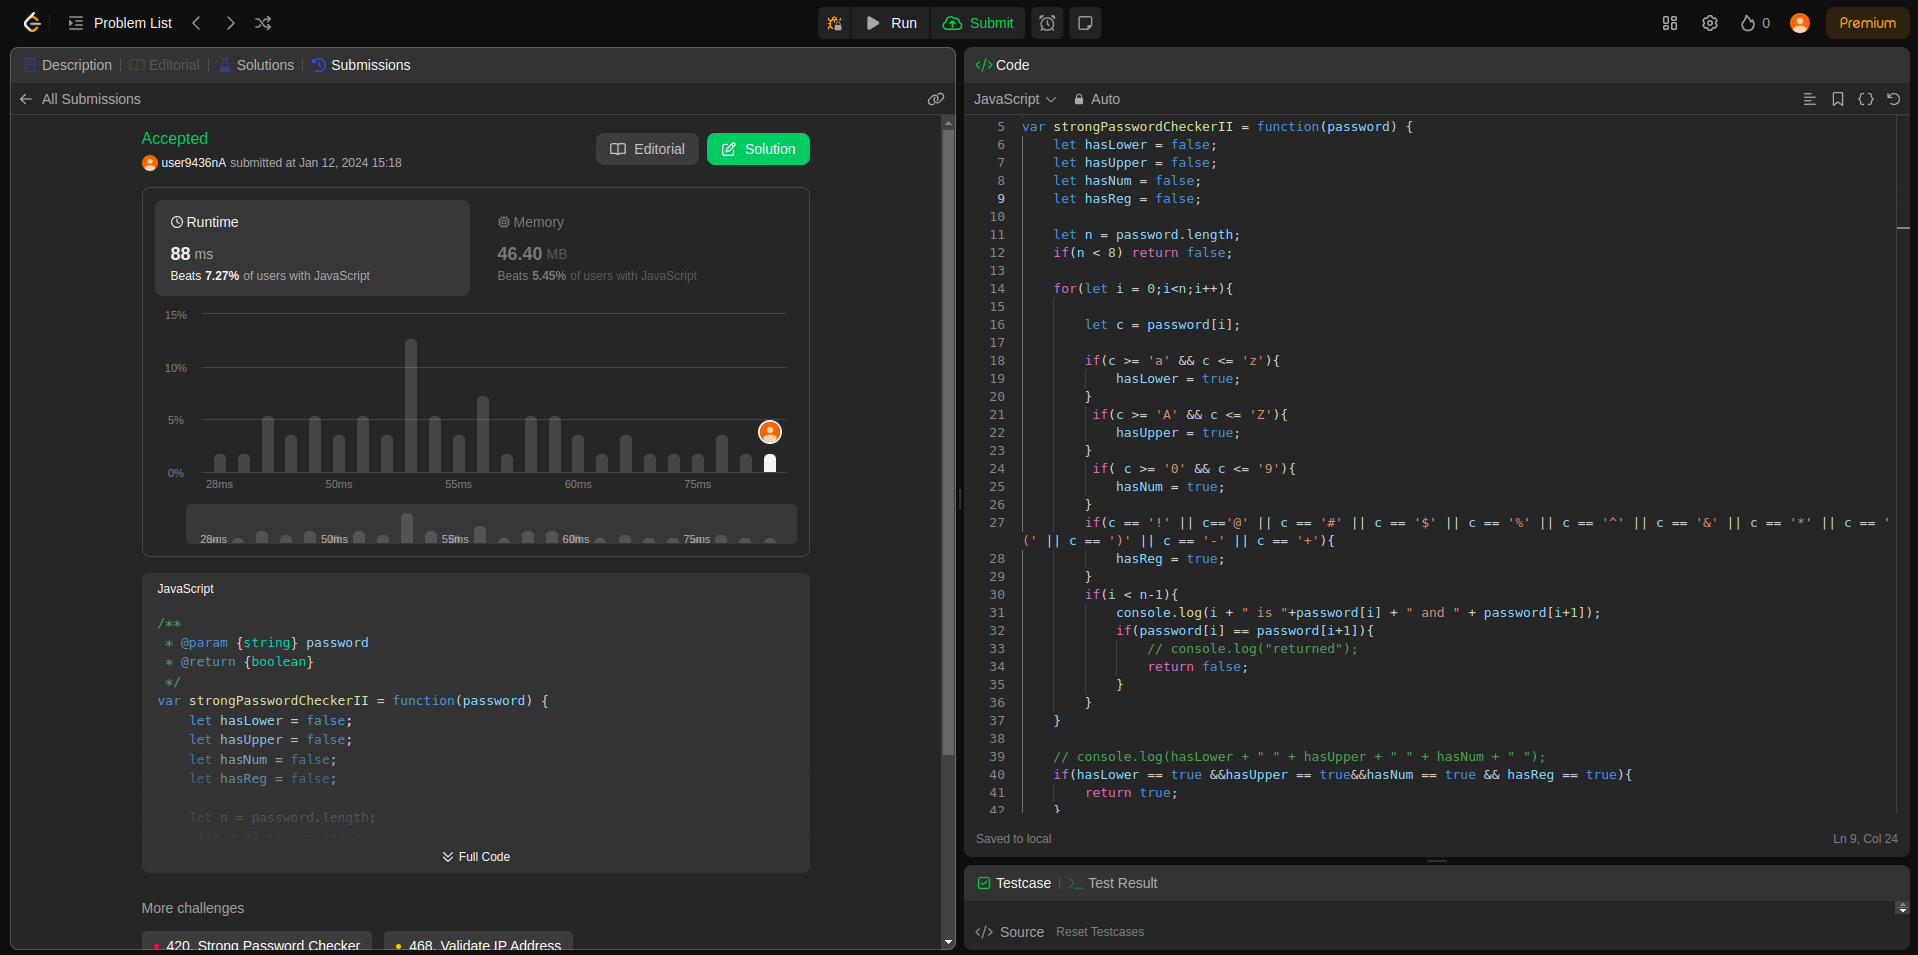 Problem List
Run
Submit
0
Premium
Description
Editorial
Solutions
Submissions
All Submissions
Accepted
user9436nA submitted at Jan 12, 2024 15:18
Editorial
Solution
Runtime
88 ms
Beats 7.27% of users with JavaScript
Memory
46.40 MB
Beats 5.45% of users with JavaScript
15%
10%
5%
0%
28ms 50ms 55ms 60ms 75ms
28ms 50ms 55ms 60ms 75ms
JavaScript
/**
 * @param {string} password
 * @return {boolean}
 */
var strongPasswordCheckerII = function(password) {
    let hasLower = false;
    let hasUpper = false;
    let hasNum = false;
    let hasReg = false;
    let n = password.length;
Full Code
More challenges
420. Strong Password Checker
468. Validate IP Address
Code
JavaScript
Auto
5 var strongPasswordCheckerII = function(password) {
6     let hasLower = false;
7     let hasUpper = false;
8     let hasNum = false;
9     let hasReg = false;
10
11     let n = password.length;
12     if(n < 8) return false;
13
14     for(let i = 0;i<n;i++){
15
16         let c = password[i];
17
18         if(c >= 'a' && c <= 'z'){
19             hasLower = true;
20         }
21          if(c >= 'A' && c <= 'Z'){
22             hasUpper = true;
23         }
24          if( c >= '0' && c <= '9'){
25             hasNum = true;
26         }
27         if(c == '!' || c=='@' || c == '#' || c == '$' || c == '%' || c == '^' || c == '&' || c == '*' || c == '
(' || c == ')' || c == '-' || c == '+'){
28             hasReg = true;
29         }
30         if(i < n-1){
31             console.log(i + " is "+password[i] + " and " + password[i+1]);
32             if(password[i] == password[i+1]){
33                 // console.log("returned");
34                 return false;
35             }
36         }
37     }
38
39     // console.log(hasLower + " " + hasUpper + " " + hasNum + " ");
40     if(hasLower == true &&hasUpper == true&&hasNum == true && hasReg == true){
41         return true;
42     }
Saved to local
Ln 9, Col 24
Testcase
Test Result
Source
Reset Testcases